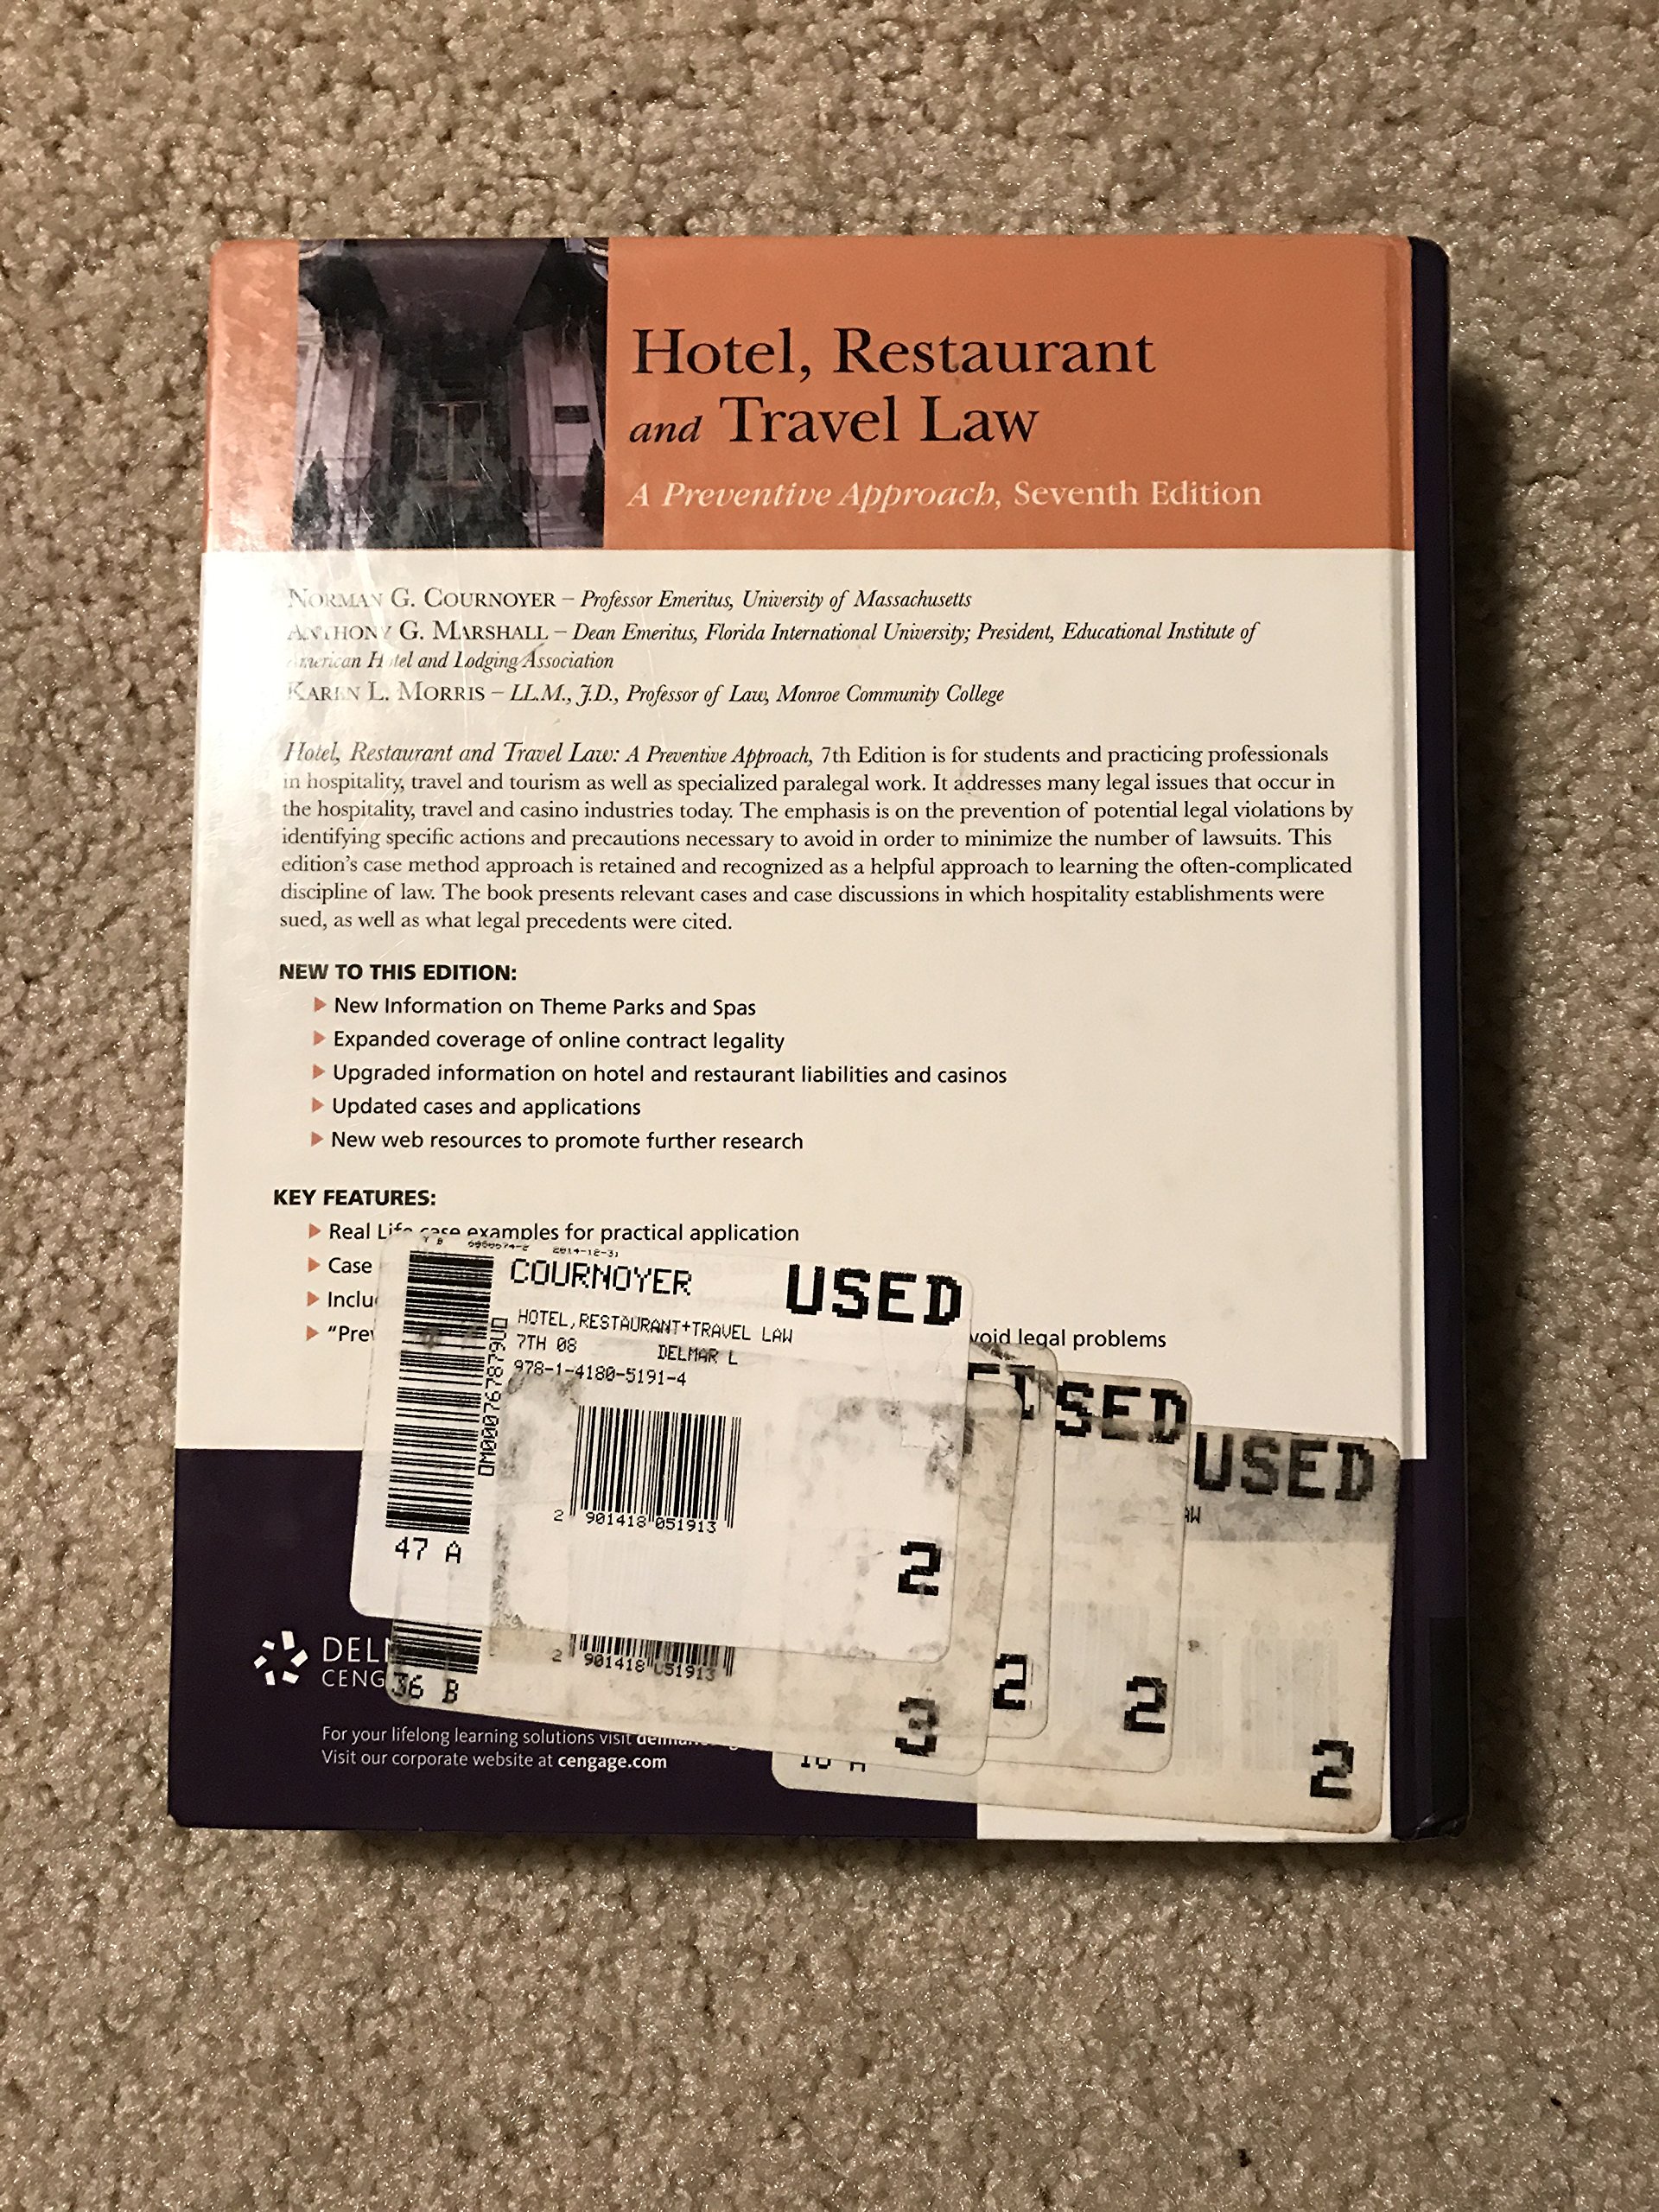 Hotel, Restaurant
and Travel Law
A Preventive Approach, Seventh Edition
NORMAN G. COURNOYER – Professor Emeritus, University of Massachusetts
ANTHONY G. MARSHALL – Dean Emeritus, Florida International University; President, Educational Institute of
American Hotel and Lodging Association
KAREN L. MORRIS – LL.M., J.D., Professor of Law, Monroe Community College
Hotel, Restaurant and Travel Law: A Preventive Approach, 7th Edition is for students and practicing professionals
in hospitality, travel and tourism as well as specialized paralegal work. It addresses many legal issues that occur in
the hospitality, travel and casino industries today. The emphasis is on the prevention of potential legal violations by
identifying specific actions and precautions necessary to avoid in order to minimize the number of lawsuits. This
edition's case method approach is retained and recognized as a helpful approach to learning the often-complicated
discipline of law. The book presents relevant cases and case discussions in which hospitality establishments were
sued, as well as what legal precedents were cited.
NEW TO THIS EDITION:
New Information on Theme Parks and Spas
Expanded coverage of online contract legality
Upgraded information on hotel and restaurant liabilities and casinos
Updated cases and applications
New web resources to promote further research
KEY FEATURES:
Real Life case examples for practical application
Case
legal problems
COURNOYER USED
HOTEL,RESTAURANT+TRAVEL LAW
7TH 08 DELMAR L
978-1-4180-5191-4
2 901418 051913
47 A
2
SED
USED
2 901418 051913
36 B
3
2
2
2
For your lifelong learning solutions visit
Visit our corporate website at cengage.com